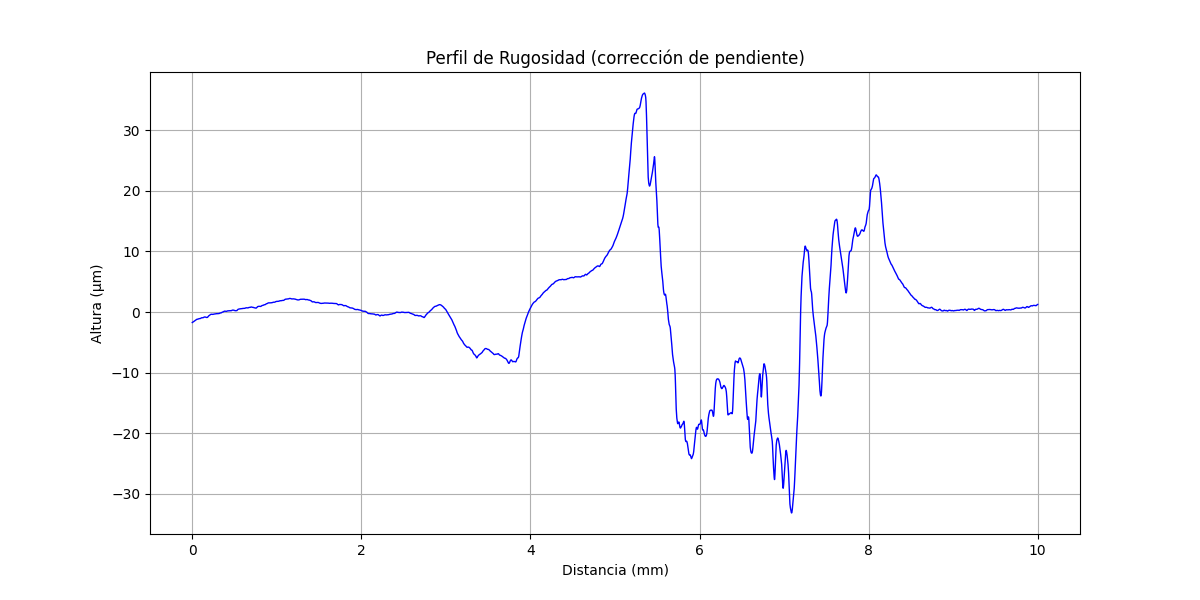 Perfil de Rugosidad (corrección de pendiente)
Altura (µm)
30
20
10
0
−10
−20
−30
0 2 4 6 8 10
Distancia (mm)